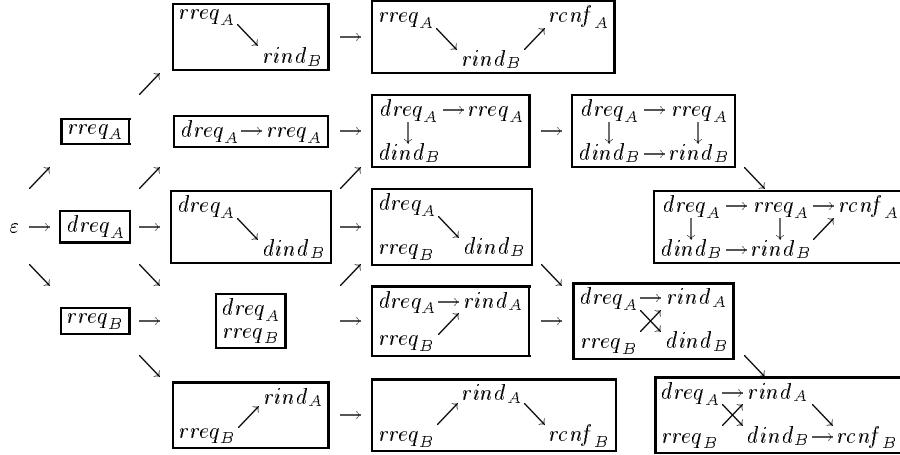 rreq_A rreq_A rcnf_A
rind_B rind_B
rreq_A dreq_A → rreq_A dreq_A → rreq_A dreq_A → rreq_A
dind_B dind_B → rind_B
ε → dreq_A dreq_A dreq_A dreq_A → rreq_A → rcnf_A
dind_B rreq_B dind_B dind_B → rind_B
rreq_B dreq_A dreq_A → rind_A dreq_A → rind_A
rreq_B rreq_B rreq_B dind_B
rind_A rind_A dreq_A → rind_A
rreq_B rreq_B rcnf_B rreq_B dind_B → rcnf_B